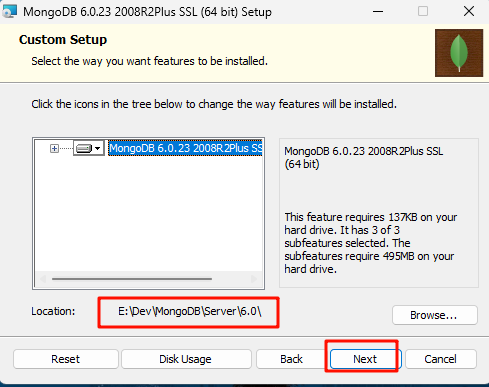 MongoDB 6.0.23 2008R2Plus SSL (64 bit) Setup
Custom Setup
Select the way you want features to be installed.
Click the icons in the tree below to change the way features will be installed.
MongoDB 6.0.23 2008R2Plus SS
MongoDB 6.0.23 2008R2Plus SSL
(64 bit)
This feature requires 137KB on your
hard drive. It has 3 of 3
subfeatures selected. The
subfeatures require 495MB on your
hard drive.
Location:
E:\Dev\MongoDB\Server\6.0\
Browse...
Reset
Disk Usage
Back
Next
Cancel